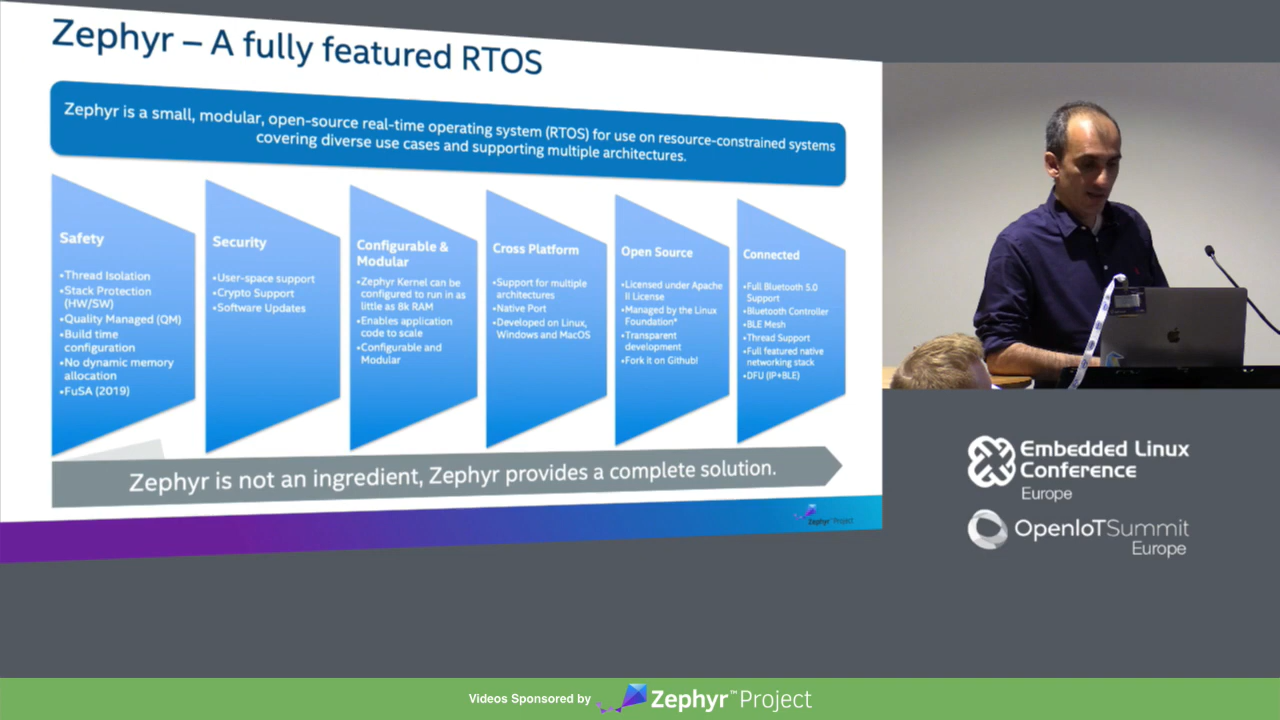 Zephyr – A fully featured RTOS
Zephyr is a small, modular, open-source real-time operating system (RTOS) for use on resource-constrained systems
covering diverse use cases and supporting multiple architectures.
Safety
•Thread Isolation
•Stack Protection
(HW/SW)
•Quality Managed (QM)
•Build time
configuration
•No dynamic memory
allocation
•FuSA (2019)
Security
•User-space support
•Crypto Support
•Software Updates
Configurable &
Modular
•Zephyr Kernel can be
configured to run in as
little as 8k RAM
•Enables application
code to scale
•Configurable and
Modular
Cross Platform
•Support for multiple
architectures
•Native Port
•Developed on Linux,
Windows and MacOS
Open Source
•Licensed under Apache
II License
•Managed by the Linux
Foundation*
•Transparent
development
•Fork it on Github!
Connected
•Full Bluetooth 5.0
Support
•Bluetooth Controller
•BLE Mesh
•Thread Support
•Full featured native
networking stack
•DFU (IP+BLE)
Zephyr is not an ingredient, Zephyr provides a complete solution.
Zephyr™ Project
Embedded Linux
Conference
Europe
OpenIoTSummit
Europe
Videos Sponsored by
Zephyr™ Project